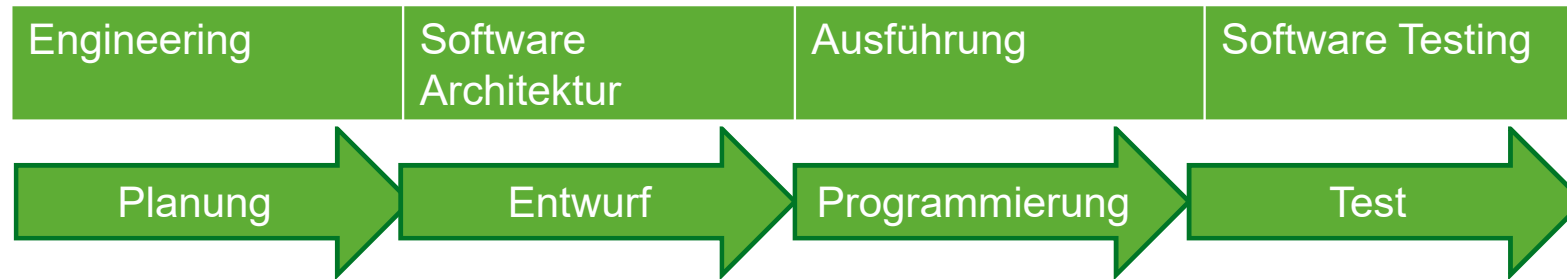 Engineering
Software
Architektur
Ausführung
Software Testing
Planung
Entwurf
Programmierung
Test